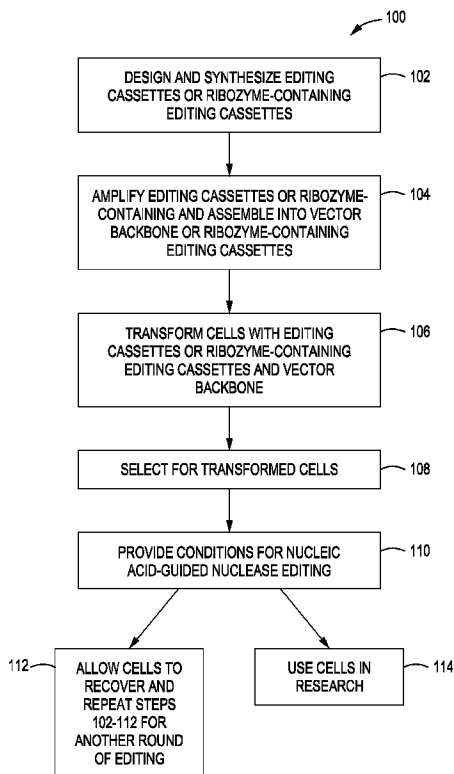 100
DESIGN AND SYNTHESIZE EDITING
CASSETTES OR RIBOZYME-CONTAINING
EDITING CASSETTES
102
AMPLIFY EDITING CASSETTES OR RIBOZYME-
CONTAINING AND ASSEMBLE INTO VECTOR
BACKBONE OR RIBOZYME-CONTAINING
EDITING CASSETTES
104
TRANSFORM CELLS WITH EDITING
CASSETTES OR RIBOZYME-CONTAINING
EDITING CASSETTES AND VECTOR
BACKBONE
106
SELECT FOR TRANSFORMED CELLS
108
PROVIDE CONDITIONS FOR NUCLEIC
ACID-GUIDED NUCLEASE EDITING
110
112
ALLOW CELLS TO
RECOVER AND
REPEAT STEPS
102-112 FOR
ANOTHER ROUND
OF EDITING
USE CELLS IN
RESEARCH
114